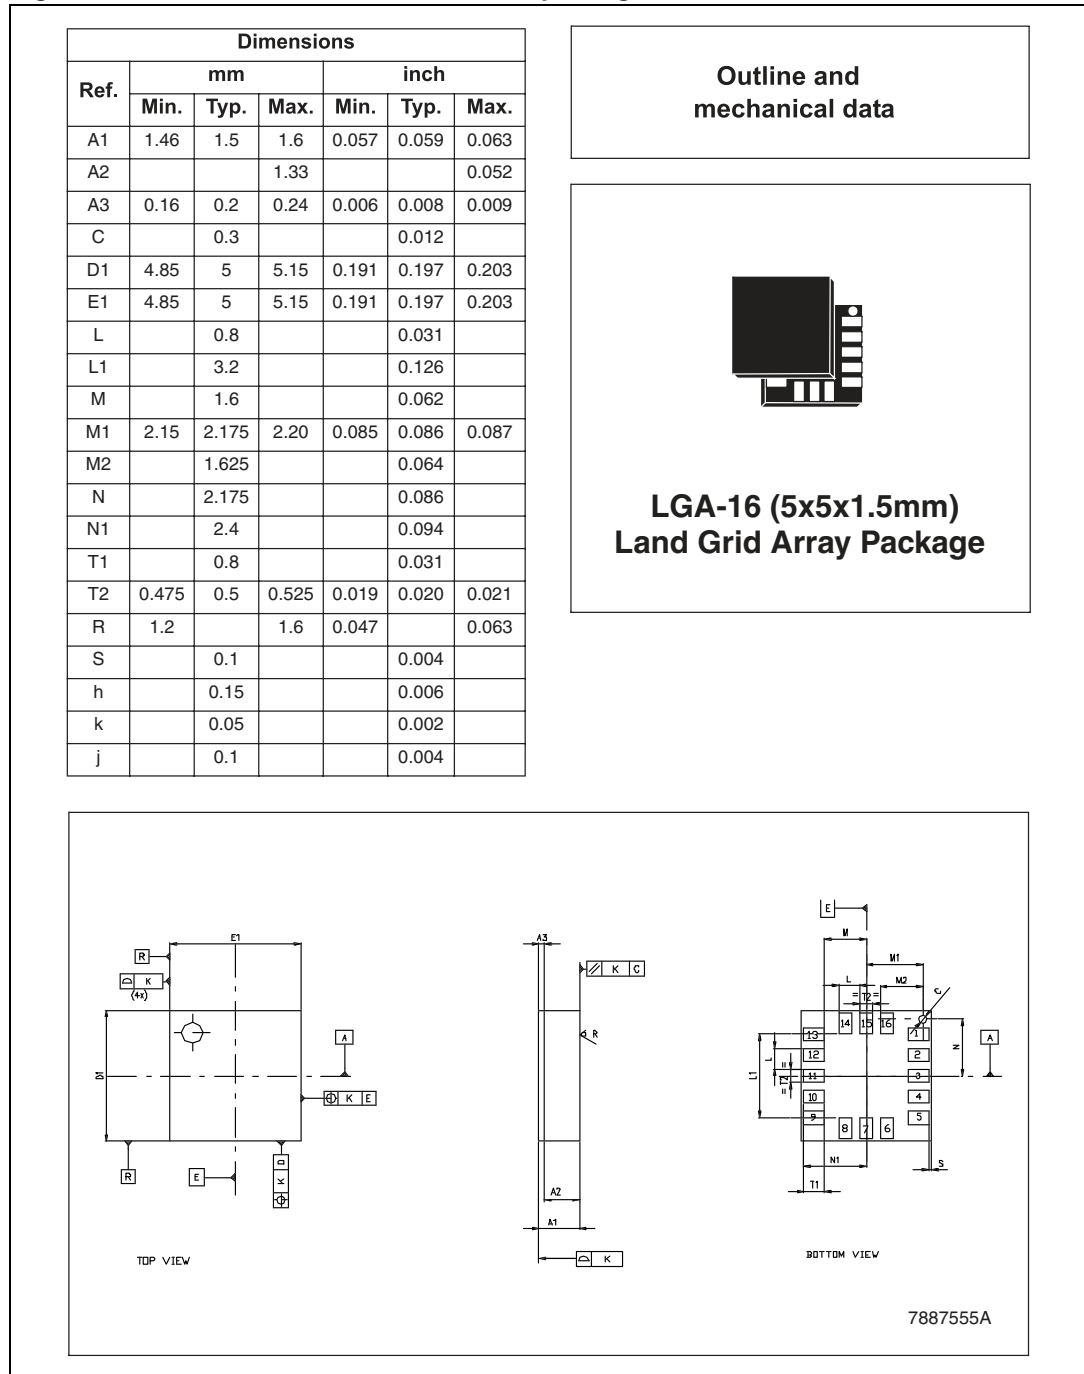 Dimensions
Ref. mm inch
Min. Typ. Max. Min. Typ. Max.
A1 1.46 1.5 1.6 0.057 0.059 0.063
A2 1.33 0.052
A3 0.16 0.2 0.24 0.006 0.008 0.009
C 0.3 0.012
D1 4.85 5 5.15 0.191 0.197 0.203
E1 4.85 5 5.15 0.191 0.197 0.203
L 0.8 0.031
L1 3.2 0.126
M 1.6 0.062
M1 2.15 2.175 2.20 0.085 0.086 0.087
M2 1.625 0.064
N 2.175 0.086
N1 2.4 0.094
T1 0.8 0.031
T2 0.475 0.5 0.525 0.019 0.020 0.021
R 1.2 1.6 0.047 0.063
S 0.1 0.004
h 0.15 0.006
k 0.05 0.002
j 0.1 0.004
Outline and
mechanical data
LGA-16 (5x5x1.5mm)
Land Grid Array Package
E1
R
K
(4x)
D1
A
K E
R
E
D
K
TOP VIEW
A3
K C
R
A2
A1
K
E
M
M1
L
M2
= T2 =
C
14 15 16
13 1
12 2
11 3
10 4
9 5
8 7 6
L1
L
= T2 =
N
A
N1
S
T1
BOTTOM VIEW
7887555A